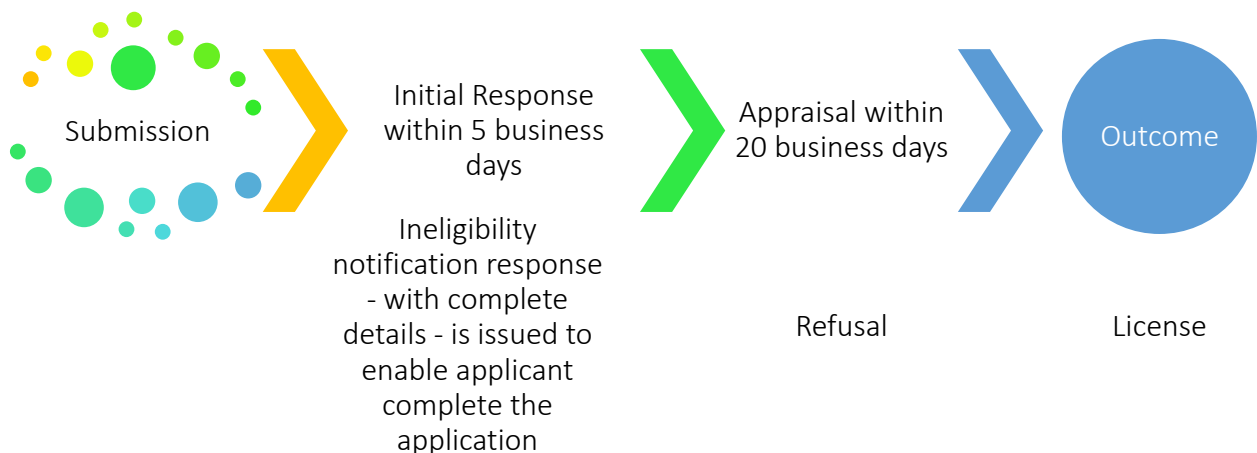 Submission
Initial Response
within 5 business
days
Ineligibility
notification response
- with complete
details - is issued to
enable applicant
complete the
application
Appraisal within
20 business days
Refusal
Outcome
License